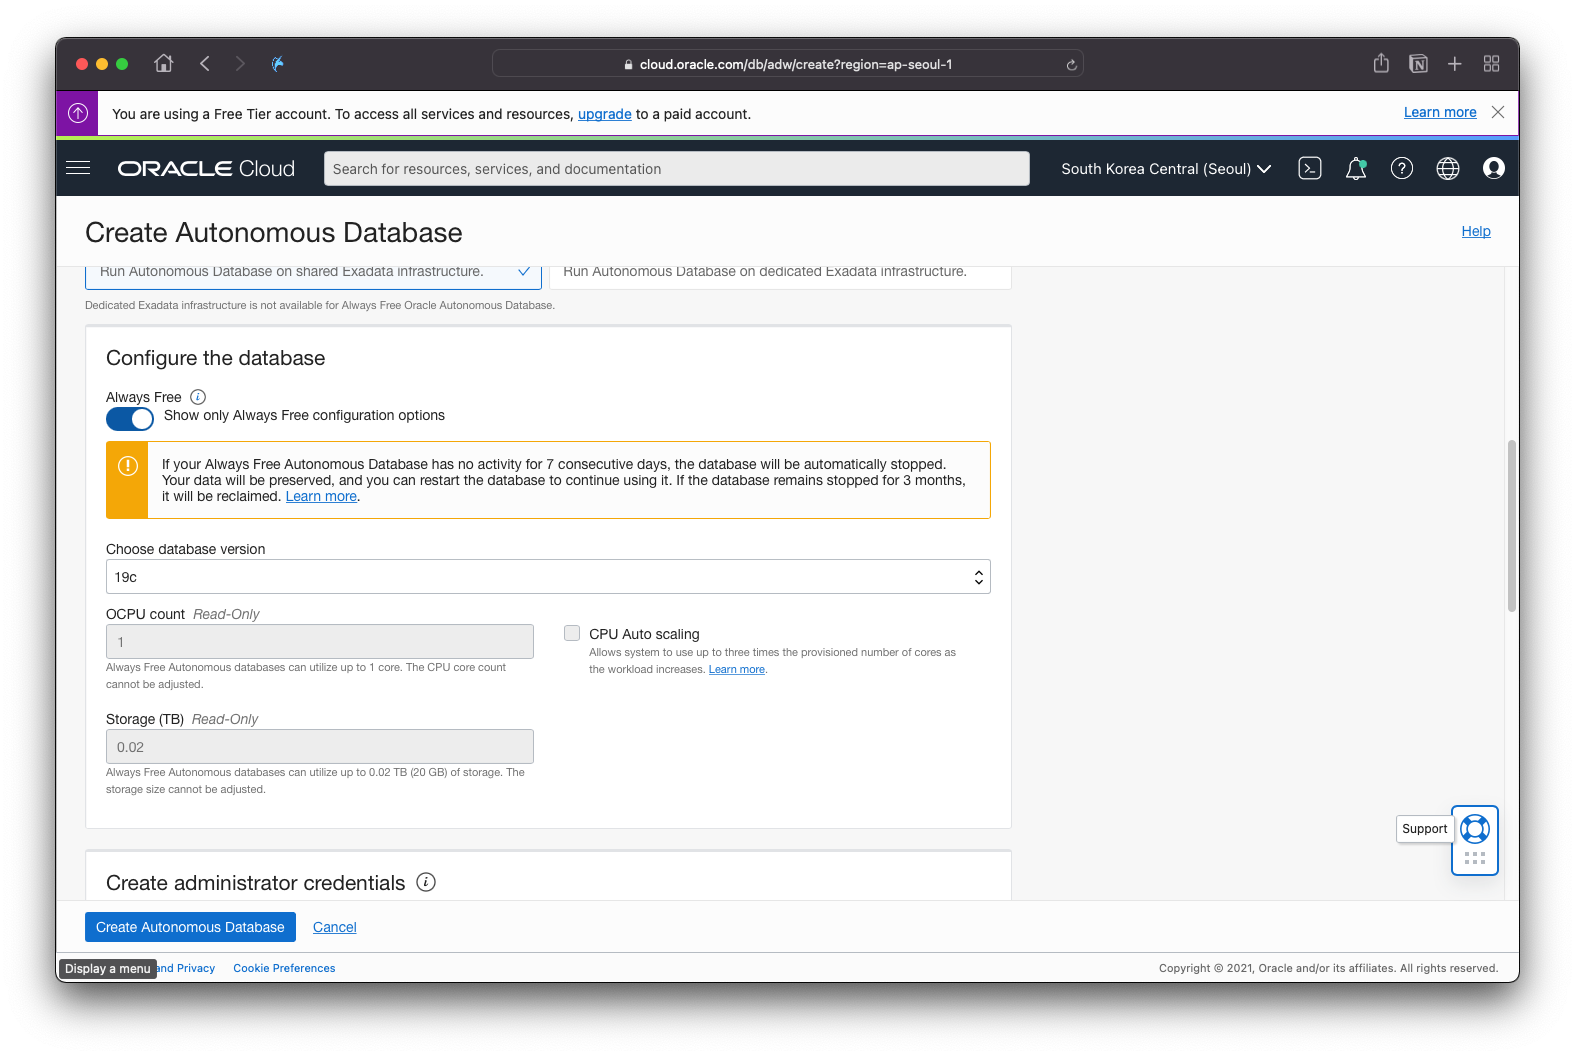 cloud.oracle.com/db/adw/create?region=ap-seoul-1
You are using a Free Tier account. To access all services and resources, upgrade to a paid account.
Learn more
ORACLE Cloud
Search for resources, services, and documentation
South Korea Central (Seoul)
Create Autonomous Database
Help
Run Autonomous Database on shared Exadata infrastructure.
Run Autonomous Database on dedicated Exadata infrastructure.
Dedicated Exadata infrastructure is not available for Always Free Oracle Autonomous Database.
Configure the database
Always Free
Show only Always Free configuration options
If your Always Free Autonomous Database has no activity for 7 consecutive days, the database will be automatically stopped.
Your data will be preserved, and you can restart the database to continue using it. If the database remains stopped for 3 months,
it will be reclaimed. Learn more.
Choose database version
19c
OCPU count Read-Only
1
Always Free Autonomous databases can utilize up to 1 core. The CPU core count
cannot be adjusted.
CPU Auto scaling
Allows system to use up to three times the provisioned number of cores as
the workload increases. Learn more.
Storage (TB) Read-Only
0.02
Always Free Autonomous databases can utilize up to 0.02 TB (20 GB) of storage. The
storage size cannot be adjusted.
Support
Create administrator credentials
Create Autonomous Database
Cancel
Display a menu
and Privacy
Cookie Preferences
Copyright © 2021, Oracle and/or its affiliates. All rights reserved.